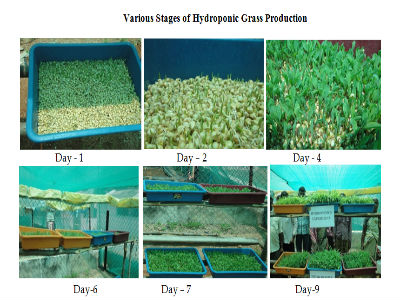 Various Stages of Hydroponic Grass Production
Day - 1
Day – 2
Day - 4
Day-6
Day – 7
Day-9